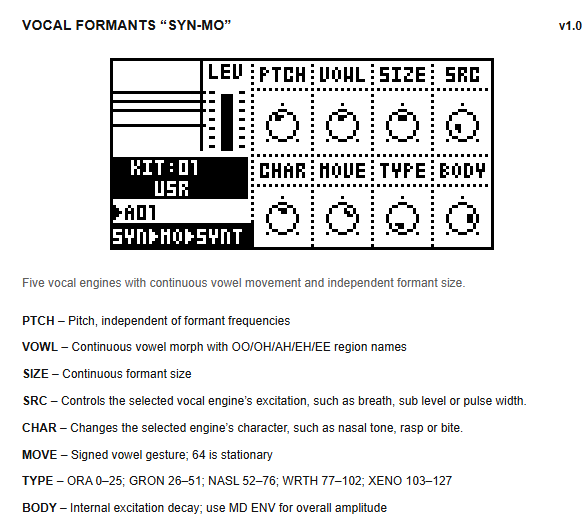 VOCAL FORMANTS “SYN-MO” v1.0
LEV PTCH VOWL SIZE SRC
KIT:01 CHAR MOVE TYPE BODY
USR
A01
SYN▸MO▸SYNT
Five vocal engines with continuous vowel movement and independent formant size.
PTCH – Pitch, independent of formant frequencies
VOWL – Continuous vowel morph with OO/OH/AH/EH/EE region names
SIZE – Continuous formant size
SRC – Controls the selected vocal engine’s excitation, such as breath, sub level or pulse width.
CHAR – Changes the selected engine’s character, such as nasal tone, rasp or bite.
MOVE – Signed vowel gesture; 64 is stationary
TYPE – ORA 0–25; GRON 26–51; NASL 52–76; WRTH 77–102; XENO 103–127
BODY – Internal excitation decay; use MD ENV for overall amplitude